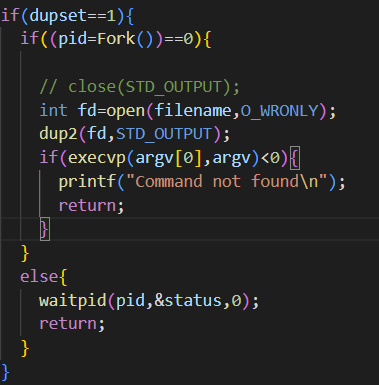 if(dupset==1){
if((pid=Fork())==0){
// close(STD_OUTPUT);
int fd=open(filename,O_WRONLY);
dup2(fd,STD_OUTPUT);
if(execvp(argv[0],argv)<0){
printf("Command not found\n");
return;
}
}
else{
waitpid(pid,&status,0);
return;
}
}